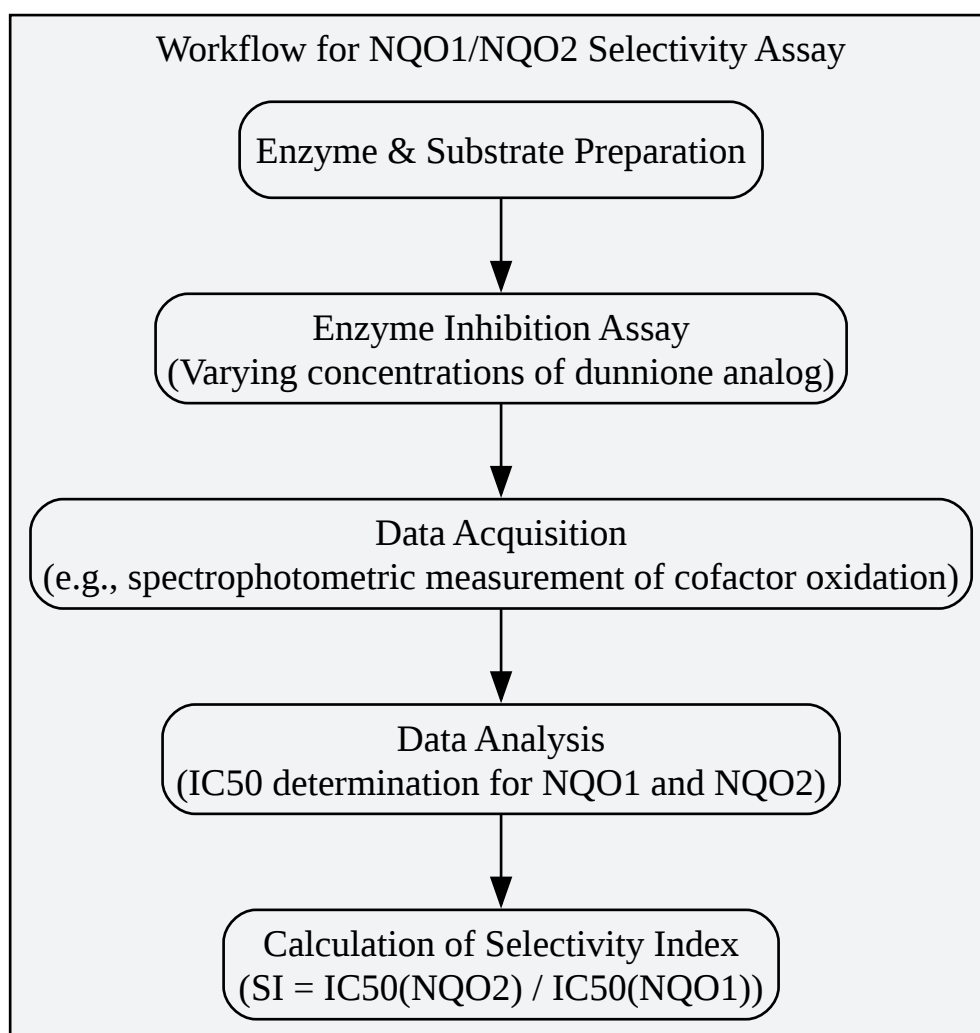 Workflow for NQO1/NQO2 Selectivity Assay
Enzyme & Substrate Preparation
Enzyme Inhibition Assay
(Varying concentrations of dunnione analog)
Data Acquisition
(e.g., spectrophotometric measurement of cofactor oxidation)
Data Analysis
(IC50 determination for NQO1 and NQO2)
Calculation of Selectivity Index
(SI = IC50(NQO2) / IC50(NQO1))